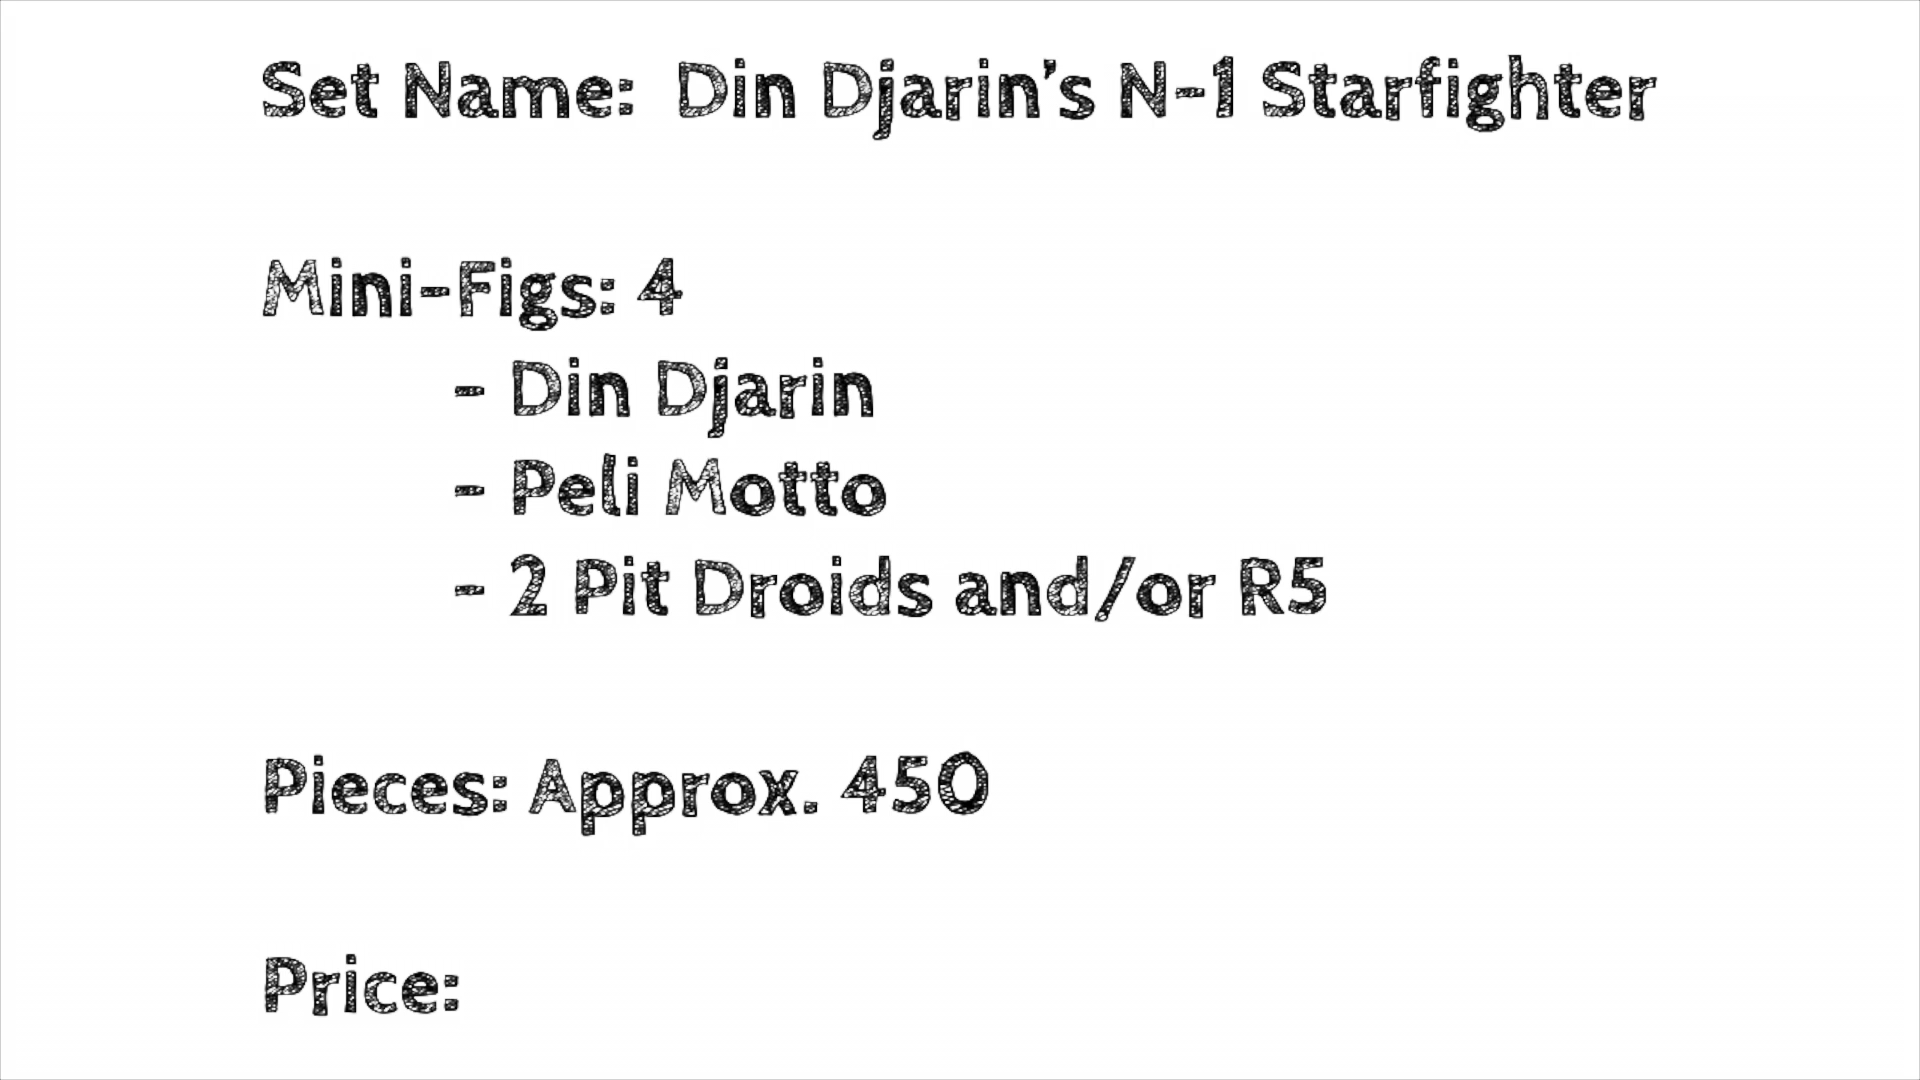 Set Name: Din Djarin's N-1 Starfighter
Mini-Figs: 4
- Din Djarin
- Peli Motto
- 2 Pit Droids and/or R5
Pieces: Approx. 450
Price: